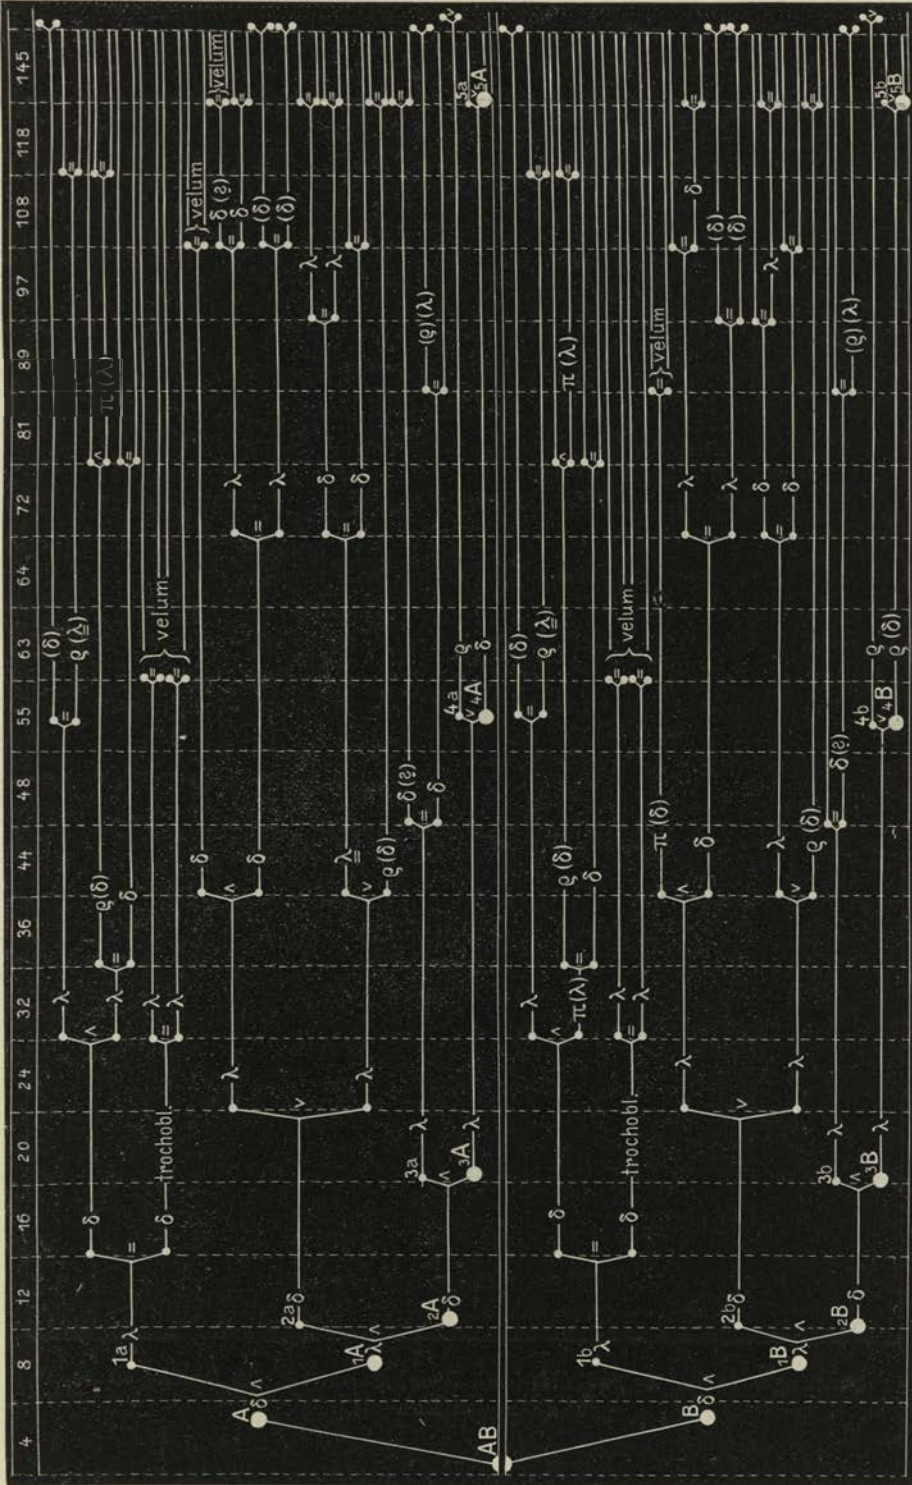 145
118
108
97
89
81
72
64
63
55
48
44
36
32
24
20
16
12
8
4
= } velum
5a
v 5A
5b
v 5B
= } velum
δ (ϛ)
δ
(δ)
(δ)
δ
(δ)
(δ)
λ
λ
λ
π (λ)
(ϱ) (λ)
π (λ)
= } velum
(ϱ) (λ)
λ
λ
δ
δ
λ
λ
δ
δ
(δ)
ϱ (λ)
} velum
ϱ
δ
(δ)
ϱ (λ)
} velum
ϱ
ϱ (δ)
4a
v 4A
4b
v 4B
δ (ϛ)
δ
δ (ϛ)
ϱ (δ)
δ
δ
δ
λ
ϱ (δ)
ϱ (δ)
δ
π (δ)
δ
λ
ϱ (δ)
λ
λ
λ
λ
λ
π (λ)
λ
λ
λ
λ
λ
λ
trochobl.
3a
λ
3A
λ
trochobl.
3b
λ
3B
λ
δ
δ
δ
δ
2a
δ
2A
δ
2b
δ
2B
δ
1a
λ
1A
λ
1b
λ
1B
λ
A
δ
B
δ
AB